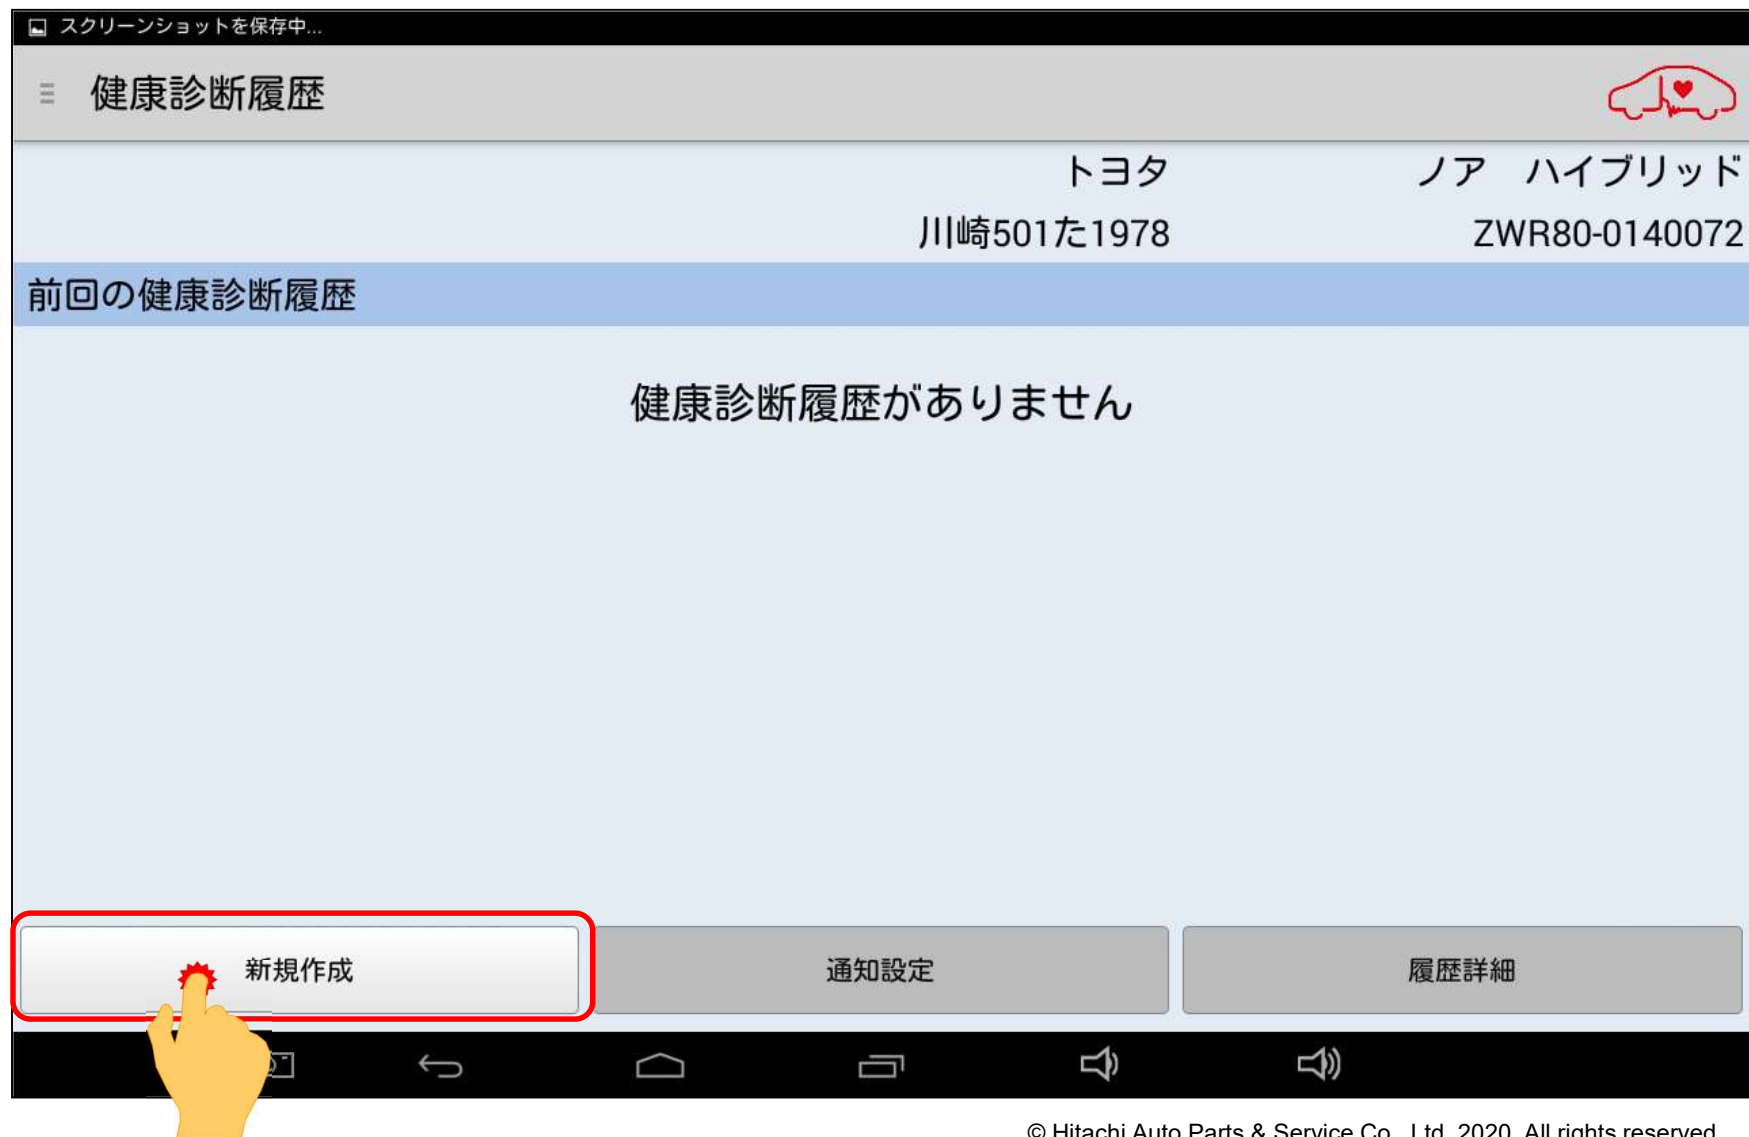 スクリーンショットを保存中...
健康診断履歴
トヨタ ノア ハイブリッド
川崎501た1978 ZWR80-0140072
前回の健康診断履歴
健康診断履歴がありません
新規作成 通知設定 履歴詳細
© Hitachi Auto Parts & Service Co., Ltd. 2020. All rights reserved.